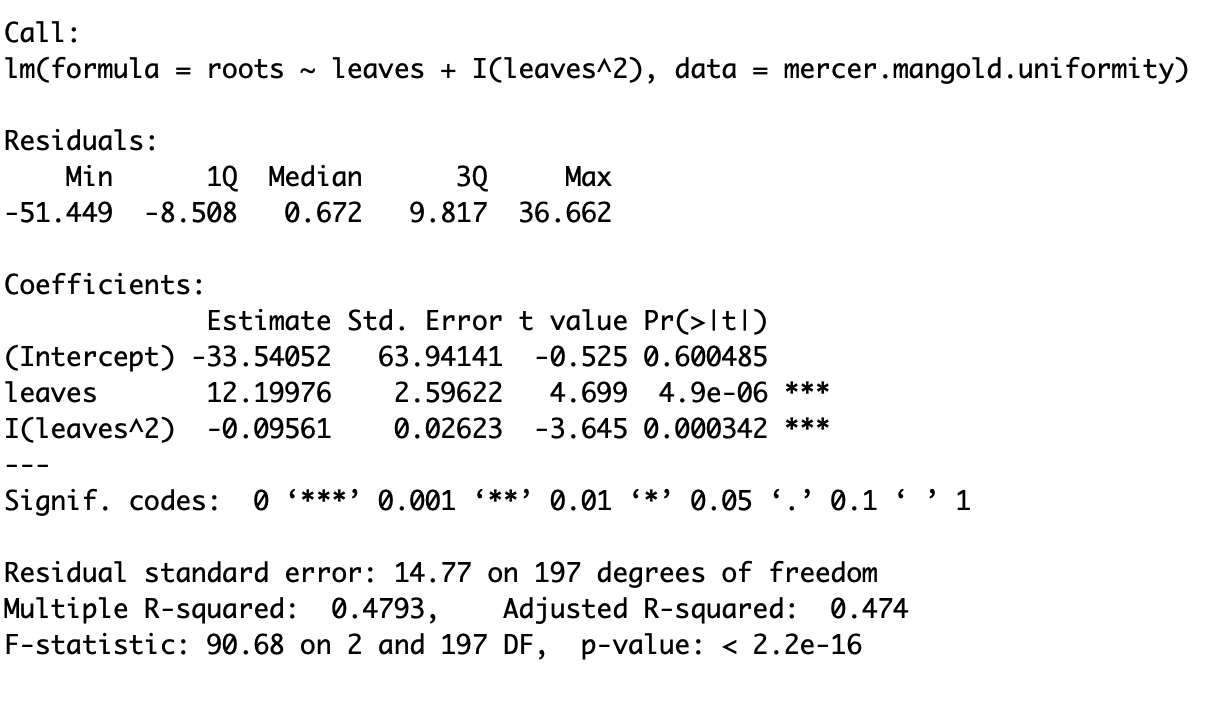 Call:
lm(formula = roots ~ leaves + I(leaves^2), data = mercer.mangold.uniformity)
Residuals:
    Min      1Q  Median      3Q     Max
-51.449  -8.508   0.672   9.817  36.662
Coefficients:
             Estimate Std. Error t value Pr(>|t|)
(Intercept) -33.54052   63.94141  -0.525 0.600485
leaves       12.19976    2.59622   4.699  4.9e-06 ***
I(leaves^2)  -0.09561    0.02623  -3.645 0.000342 ***
---
Signif. codes:  0 ‘***’ 0.001 ‘**’ 0.01 ‘*’ 0.05 ‘.’ 0.1 ‘ ’ 1
Residual standard error: 14.77 on 197 degrees of freedom
Multiple R-squared:  0.4793,    Adjusted R-squared:  0.474
F-statistic: 90.68 on 2 and 197 DF,  p-value: < 2.2e-16